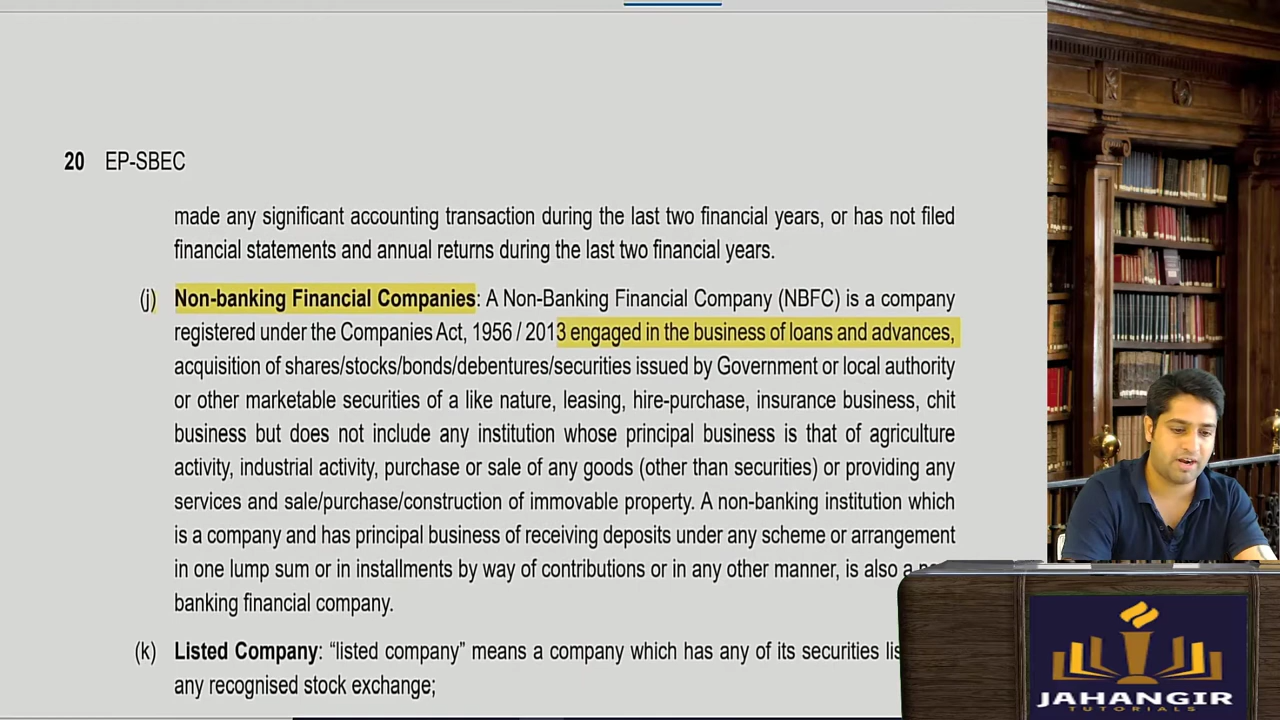 20 EP-SBEC
made any significant accounting transaction during the last two financial years, or has not filed
financial statements and annual returns during the last two financial years.
(j) Non-banking Financial Companies: A Non-Banking Financial Company (NBFC) is a company
registered under the Companies Act, 1956 / 2013 engaged in the business of loans and advances,
acquisition of shares/stocks/bonds/debentures/securities issued by Government or local authority
or other marketable securities of a like nature, leasing, hire-purchase, insurance business, chit
business but does not include any institution whose principal business is that of agriculture
activity, industrial activity, purchase or sale of any goods (other than securities) or providing any
services and sale/purchase/construction of immovable property. A non-banking institution which
is a company and has principal business of receiving deposits under any scheme or arrangement
in one lump sum or in installments by way of contributions or in any other manner, is also a
banking financial company.
(k) Listed Company: “listed company” means a company which has any of its securities
any recognised stock exchange;
JAHANGIR
TUTORIALS